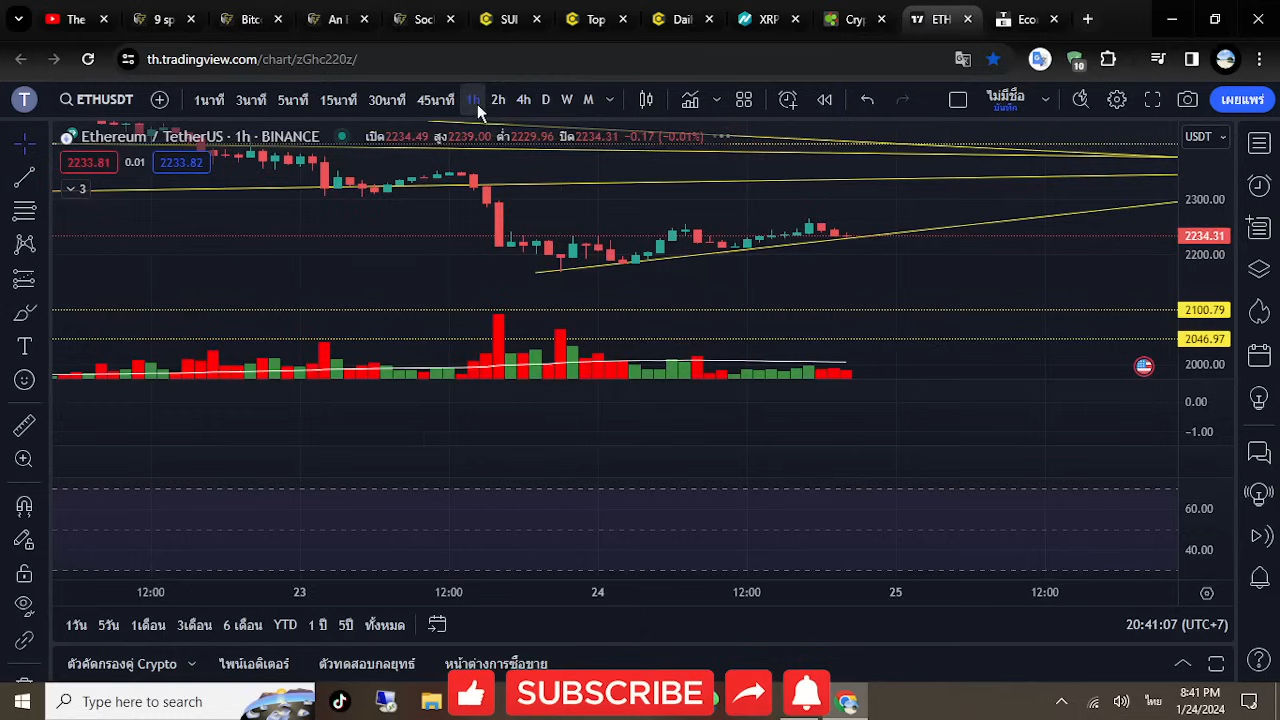 The
9 sp
Bitc
An I
Soci
SUI
Top
Dail
XRP
Cryp
ETH
Ecor
th.tradingview.com/chart/zGhc220z/
10
T
ETHUSDT
1นาที
3นาที
5นาที
15นาที
30นาที
45นาที
1h
2h
4h
D
W
M
ไม่มีชื่อ
บันทึก
เผยแพร่
Ethereum / TetherUS · 1h · BINANCE
เปิด2234.49 สูง2239.00 ต่ำ2229.96 ปิด2234.31 -0.17 (-0.01%)
USDT
2233.81
0.01
2233.82
3
2300.00
2234.31
2200.00
2100.79
2046.97
2000.00
0.00
−1.00
60.00
40.00
12:00
23
12:00
24
12:00
25
12:00
1วัน
5วัน
1เดือน
3เดือน
6 เดือน
YTD
1 ปี
5ปี
ทั้งหมด
20:41:07 (UTC+7)
ตัวคัดกรองคู่ Crypto
ไพน์เอดิเตอร์
ตัวทดสอบกลยุทธ์
หน้าต่างการซื้อขาย
SUBSCRIBE
Type here to search
ไทย
8:41 PM
1/24/2024